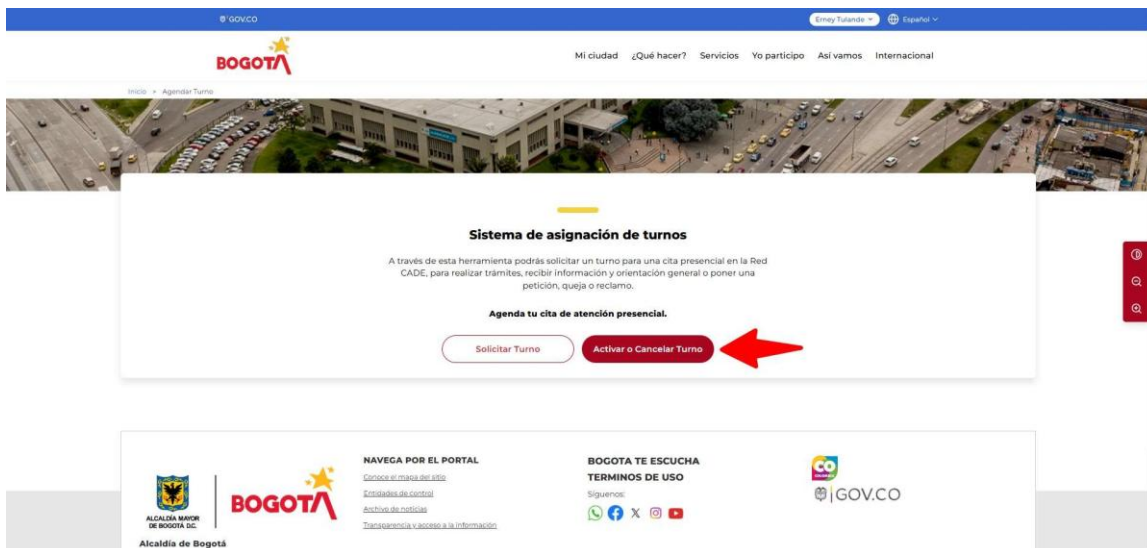 GOV.CO
Erney Tulande
Español
BOGOTÁ
Mi ciudad ¿Qué hacer? Servicios Yo participo Así vamos Internacional
Inicio > Agendar Turno
Sistema de asignación de turnos
A través de esta herramienta podrás solicitar un turno para una cita presencial en la Red
CADE, para realizar trámites, recibir información y orientación general o poner una
petición, queja o reclamo.
Agenda tu cita de atención presencial.
Solicitar Turno
Activar o Cancelar Turno
ALCALDÍA MAYOR
DE BOGOTÁ D.C.
BOGOTÁ
Alcaldía de Bogotá
NAVEGA POR EL PORTAL
Conoce el mapa del sitio
Entidades de control
Archivo de noticias
Transparencia y acceso a la información
BOGOTA TE ESCUCHA
TERMINOS DE USO
Síguenos:
CO
GOV.CO